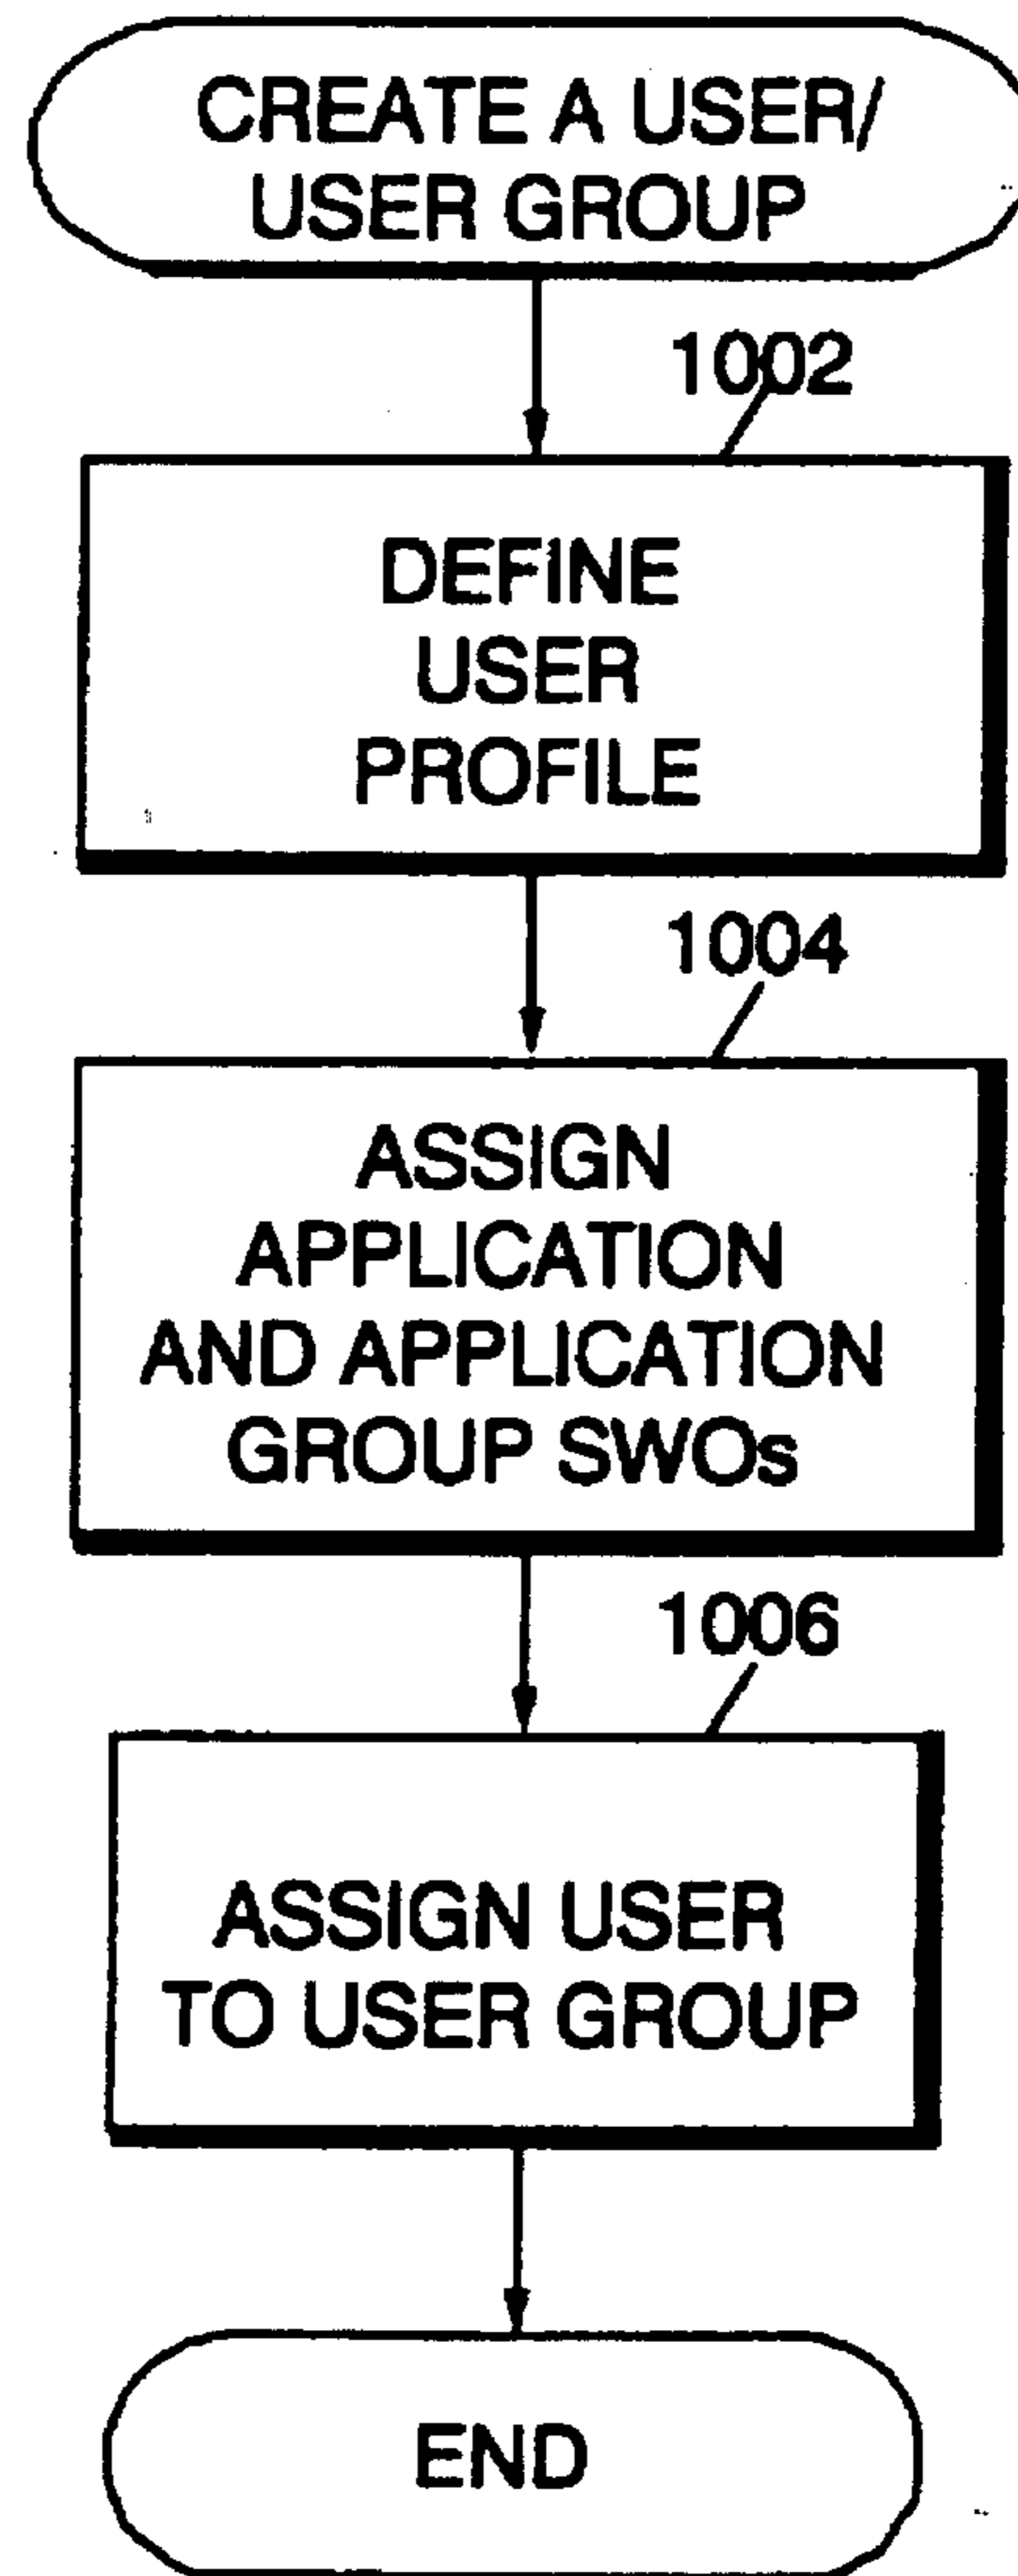 CREATE A USER/
USER GROUP
1002
DEFINE
USER
PROFILE
1004
ASSIGN
APPLICATION
AND APPLICATION
GROUP SWOs
1006
ASSIGN USER
TO USER GROUP
END